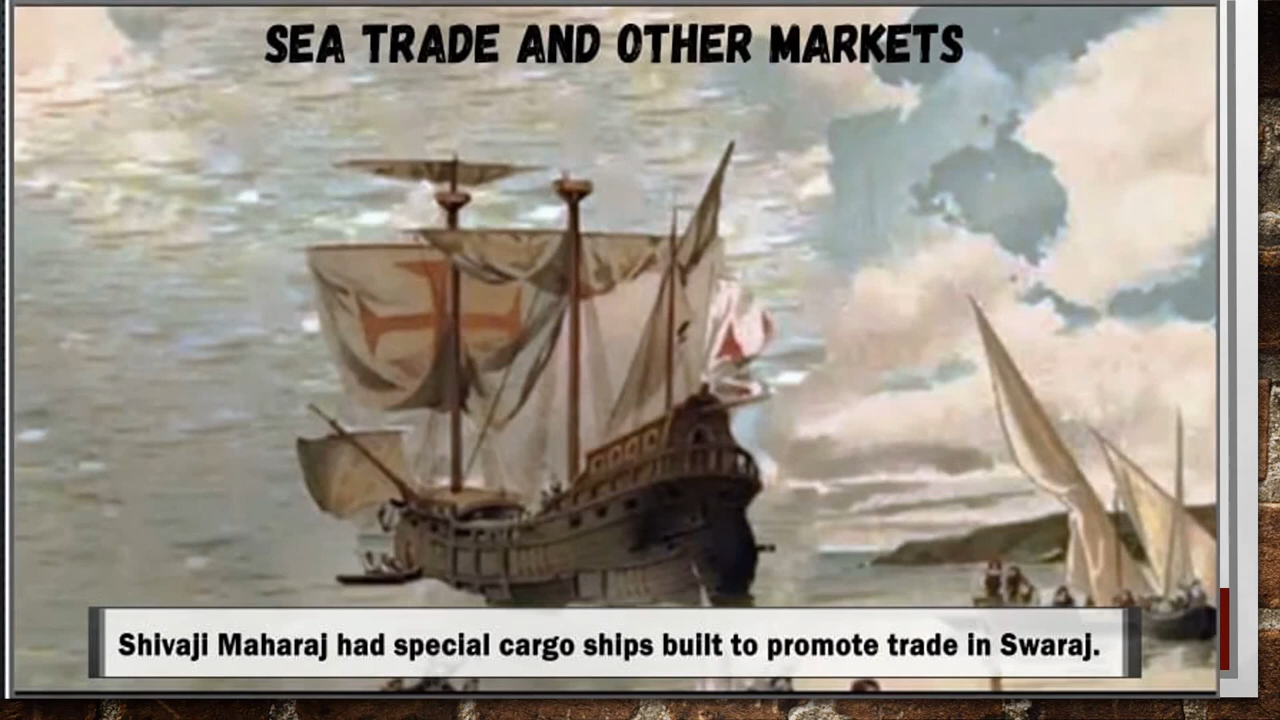 SEA TRADE AND OTHER MARKETS
Shivaji Maharaj had special cargo ships built to promote trade in Swaraj.